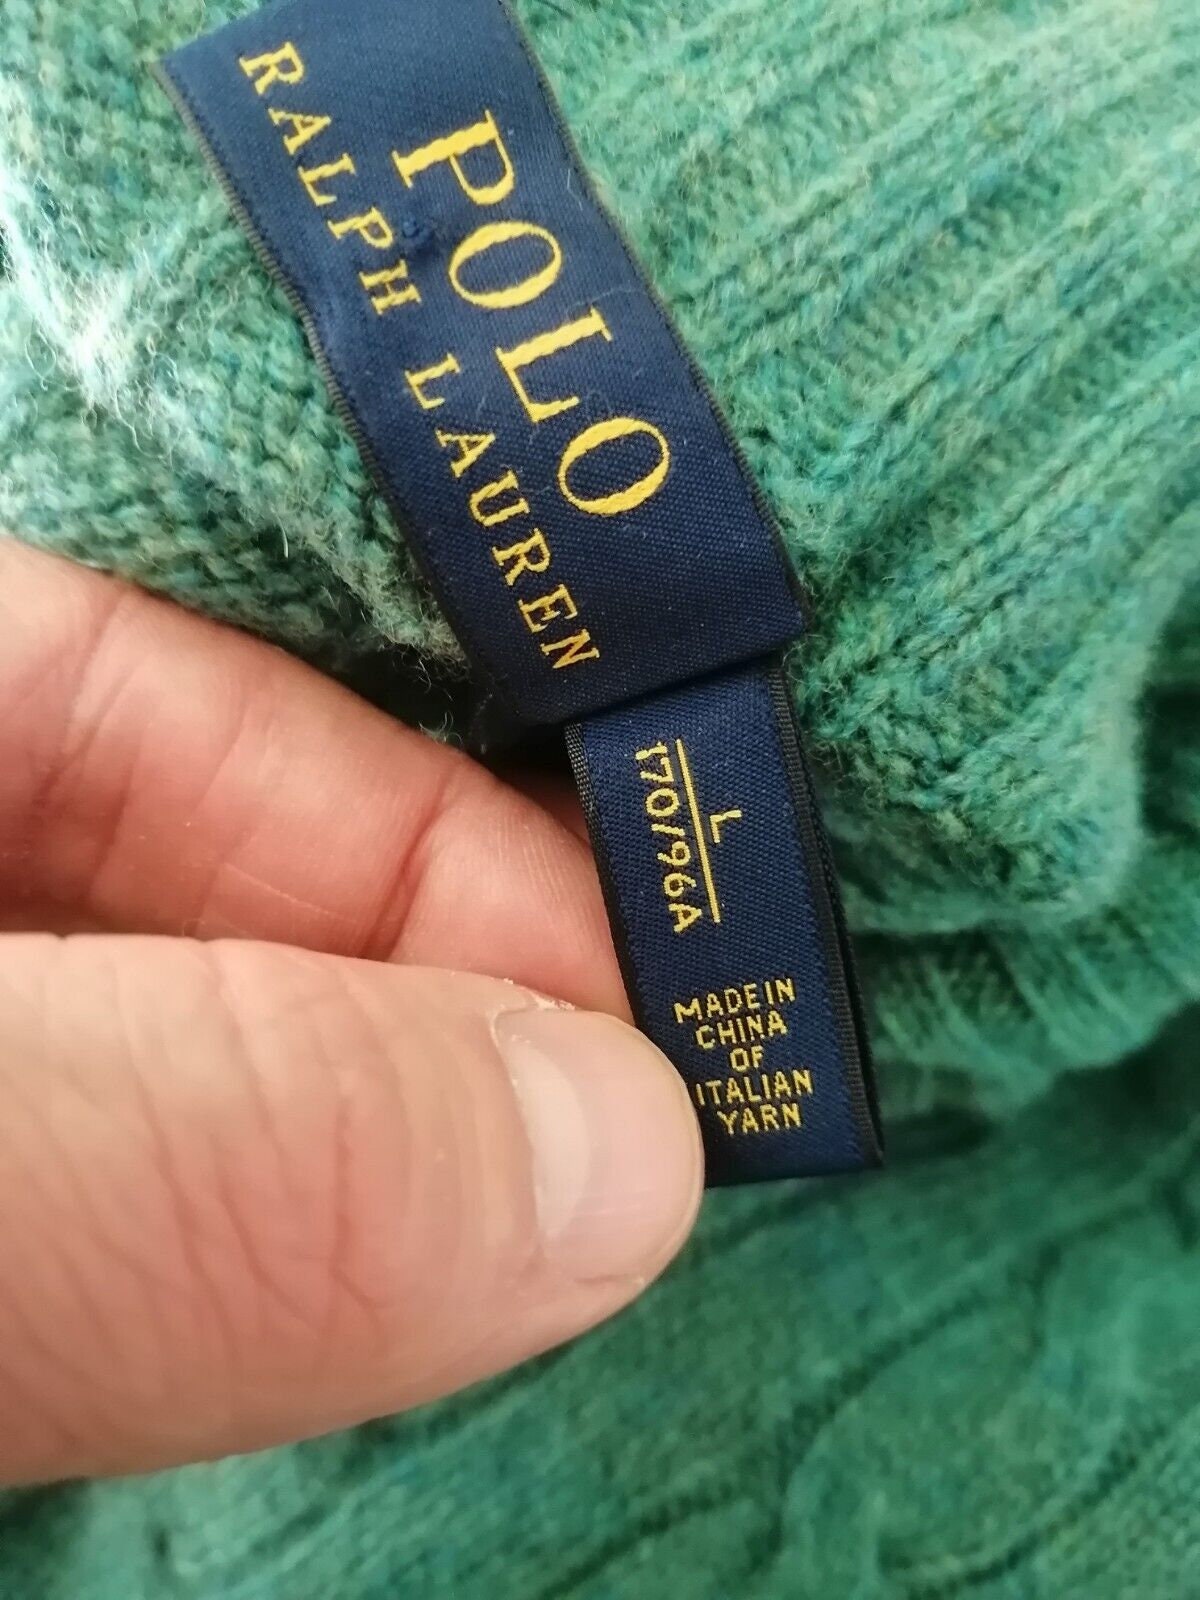 POLO
RALPH LAUREN
L
170/96A
MADE IN
CHINA
OF
ITALIAN
YARN